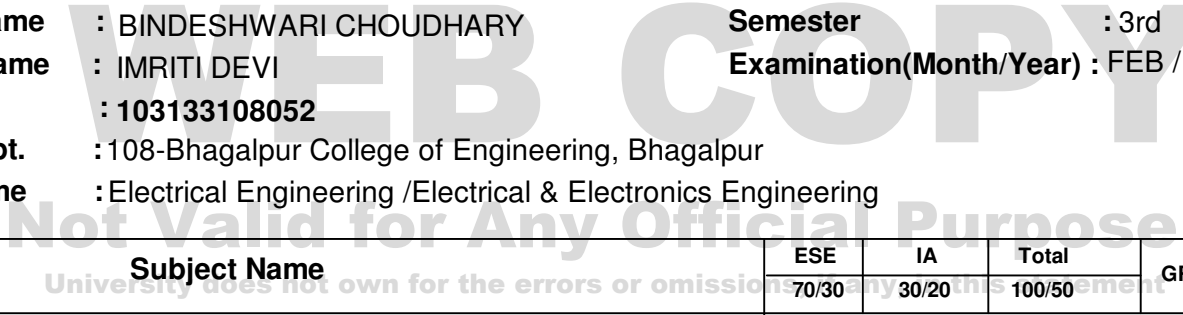 ame : BINDESHWARI CHOUDHARY Semester : 3rd
ame : IMRITI DEVI Examination(Month/Year) : FEB /
: 103133108052
ot. : 108-Bhagalpur College of Engineering, Bhagalpur
ne : Electrical Engineering /Electrical & Electronics Engineering
WEB COPY
Not Valid for Any Official Purpose
Subject Name ESE IA Total GR
70/30 30/20 100/50
University does not own for the errors or omissions, if any, in this statement